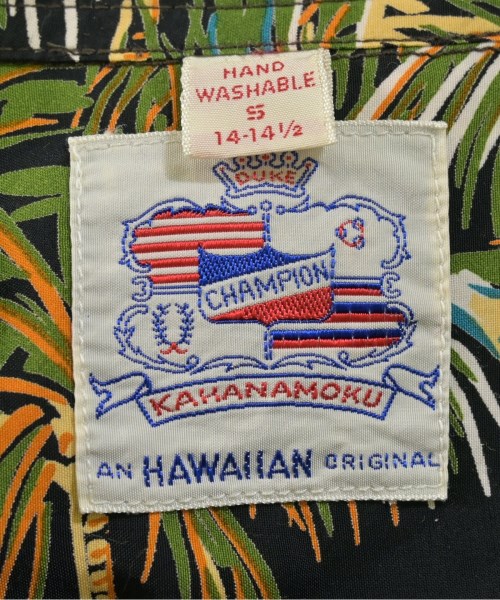 HAND
WASHABLE
S
14-14½
DUKE
CHAMPION
KAHANAMOKU
AN HAWAIIAN ORIGINAL